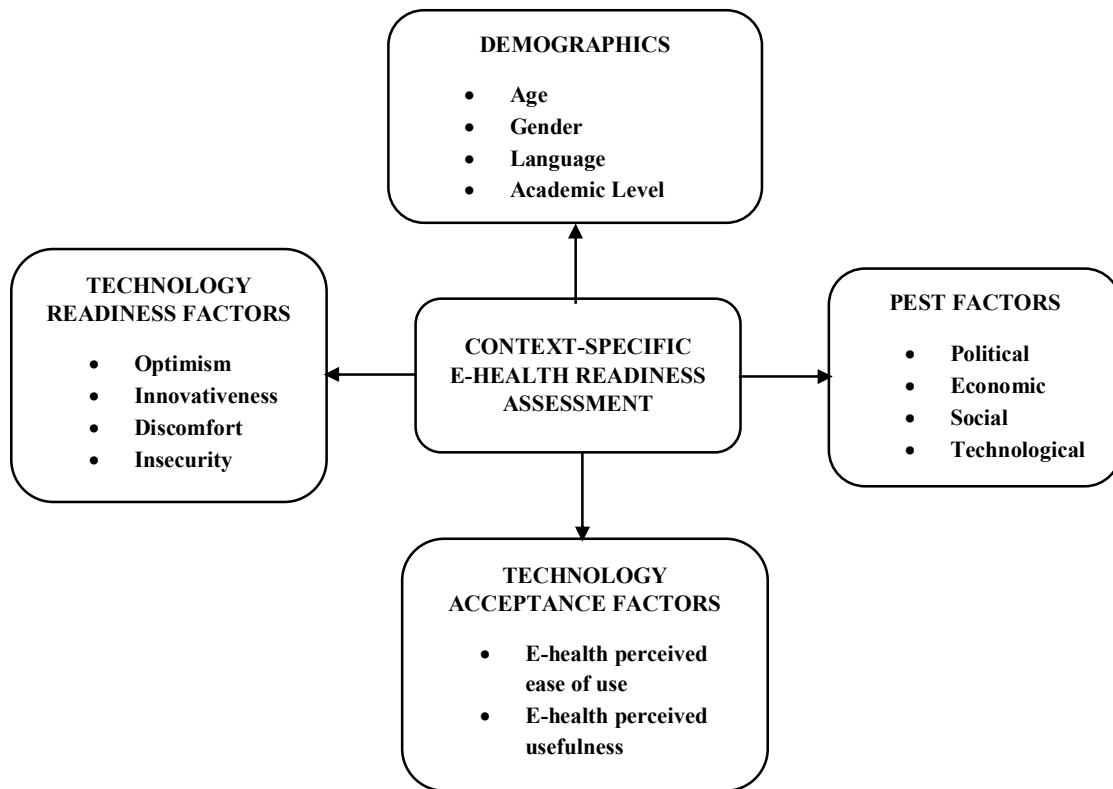 DEMOGRAPHICS
• Age
• Gender
• Language
• Academic Level
TECHNOLOGY
READINESS FACTORS
• Optimism
• Innovativeness
• Discomfort
• Insecurity
CONTEXT-SPECIFIC
E-HEALTH READINESS
ASSESSMENT
PEST FACTORS
• Political
• Economic
• Social
• Technological
TECHNOLOGY
ACCEPTANCE FACTORS
• E-health perceived
ease of use
• E-health perceived
usefulness